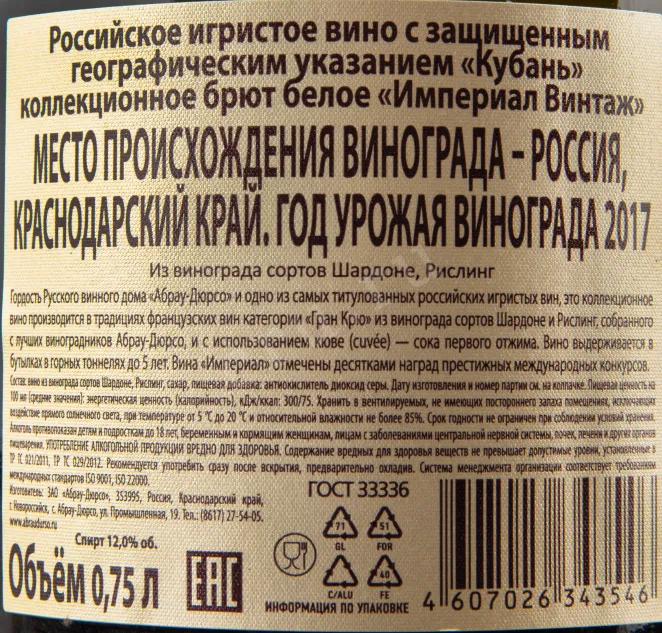 Российское игристое вино с защищенным
географическим указанием «Кубань»
коллекционное брют белое «Империал Винтаж»
МЕСТО ПРОИСХОЖДЕНИЯ ВИНОГРАДА – РОССИЯ,
КРАСНОДАРСКИЙ КРАЙ. ГОД УРОЖАЯ ВИНОГРАДА 2017
Из винограда сортов Шардоне, Рислинг
Гордость Русского винного дома «Абрау-Дюрсо» и одно из самых титулованных российских игристых вин, это коллекционное
вино производится в традициях французских вин категории «Гран Крю» из винограда сортов Шардоне и Рислинг, собранного
с лучших виноградников Абрау-Дюрсо, и с использованием кюве (cuvée) — сока первого отжима. Вино выдерживается в
бутылках в горных тоннелях до 5 лет. Вина «Империал» отмечены десятками наград престижных международных конкурсов.
Состав: вино из винограда сортов Шардоне, Рислинг, сахар, пищевая добавка: антиокислитель диоксид серы. Дату изготовления и номер партии см. на колпачке. Пищевая ценность на
100 мл (средние значения): энергетическая ценность (калорийность), кДж/ккал: 300/75. Хранить в вентилируемых, не имеющих постороннего запаха помещениях, исключающих
воздействие прямого солнечного света, при температуре от 5 °С до 20 °С и относительной влажности не более 85%. Срок годности не ограничен при соблюдении условий хранения.
Алкоголь противопоказан детям и подросткам до 18 лет, беременным и кормящим женщинам, лицам с заболеваниями центральной нервной системы, почек, печени и других органов
пищеварения. УПОТРЕБЛЕНИЕ АЛКОГОЛЬНОЙ ПРОДУКЦИИ ВРЕДНО ДЛЯ ЗДОРОВЬЯ. Содержание вредных для здоровья веществ не превышает допустимые уровни, установленные в
ТР ТС 021/2011, ТР ТС 029/2012. Рекомендуется употребить сразу после вскрытия, предварительно охладив. Система менеджмента организации соответствует требованиям
международных стандартов ISO 9001, ISO 22000.
Изготовитель: ЗАО «Абрау-Дюрсо», 353995, Россия, Краснодарский край,
г. Новороссийск, с. Абрау-Дюрсо, ул. Промышленная, 19. Тел.: (8617) 27-54-05.
www.abraudurso.ru
ГОСТ 33336
Спирт 12,0% об.
Объём 0,75 л
EAC
71
GL
51
FOR
C/ALU
40
FE
ИНФОРМАЦИЯ ПО УПАКОВКЕ
4 607026 343546